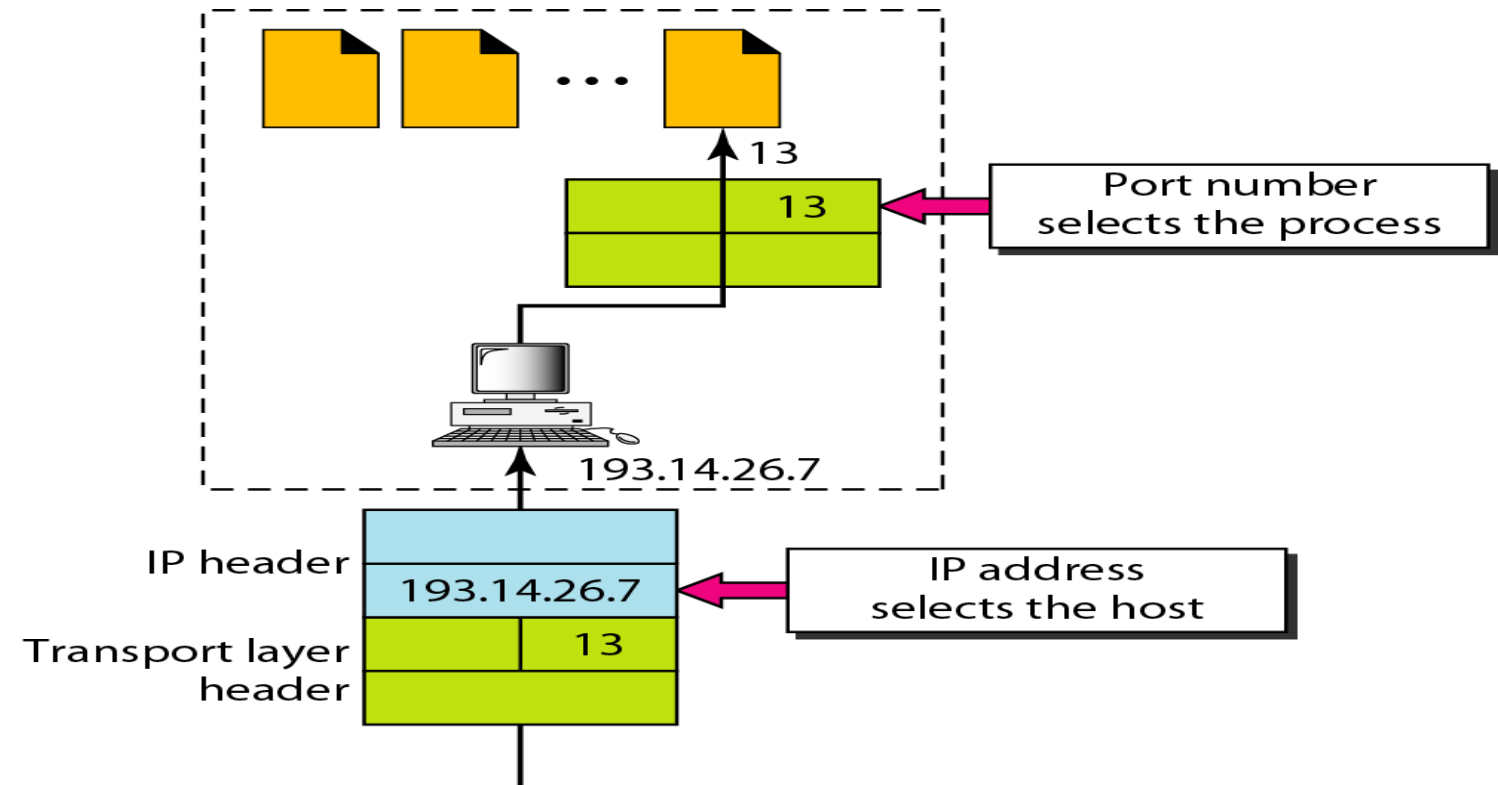 13
13
Port number
selects the process
193.14.26.7
IP header
193.14.26.7
IP address
selects the host
Transport layer
header
13